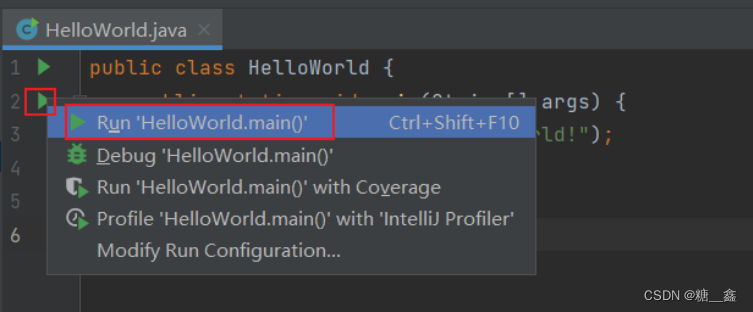 HelloWorld.java
1 public class HelloWorld {
2 args) {
Run 'HelloWorld.main()' Ctrl+Shift+F10
3 ld!");
Debug 'HelloWorld.main()'
4
Run 'HelloWorld.main()' with Coverage
5
Profile 'HelloWorld.main()' with 'IntelliJ Profiler'
6
Modify Run Configuration...
CSDN @糖__鑫